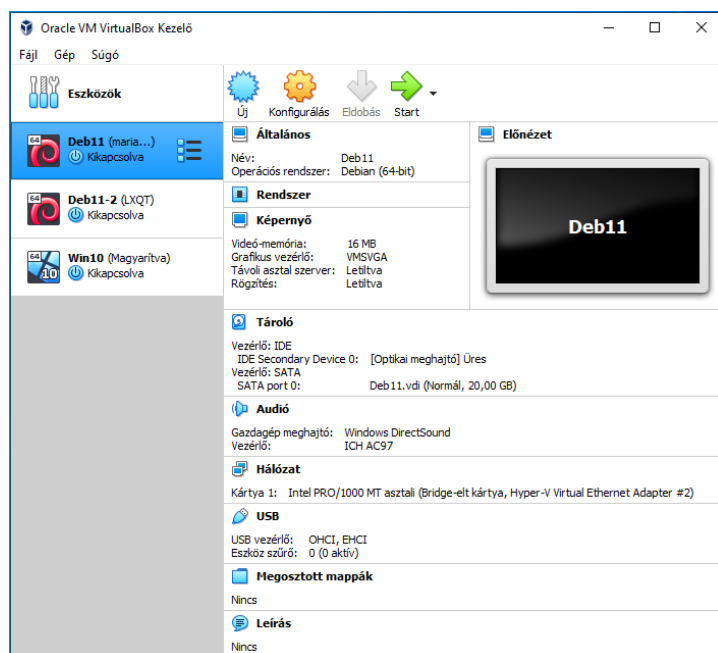 Oracle VM VirtualBox Kezelő
Fájl Gép Súgó
Eszközök
Új Konfigurálás Eldobás Start
64 Deb11 (maria...)
Kikapcsolva
64 Deb11-2 (LXQT)
Kikapcsolva
64 10 Win10 (Magyarítva)
Kikapcsolva
Általános
Név: Deb11
Operációs rendszer: Debian (64-bit)
Előnézet
Deb11
Rendszer
Képernyő
Videó-memória: 16 MB
Grafikus vezérlő: VMSVGA
Távoli asztal szerver: Letiltva
Rögzítés: Letiltva
Tároló
Vezérlő: IDE
IDE Secondary Device 0: [Optikai meghajtó] Üres
Vezérlő: SATA
SATA port 0: Deb11.vdi (Normál, 20,00 GB)
Audió
Gazdagép meghajtó: Windows DirectSound
Vezérlő: ICH AC97
Hálózat
Kártya 1: Intel PRO/1000 MT asztali (Bridge-elt kártya, Hyper-V Virtual Ethernet Adapter #2)
USB
USB vezérlő: OHCI, EHCI
Eszköz szűrő: 0 (0 aktív)
Megosztott mappák
Nincs
Leírás
Nincs